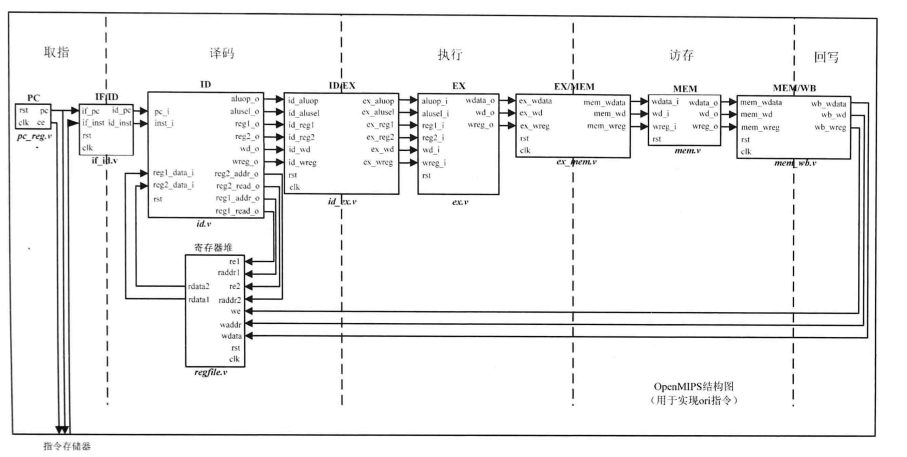 取指
译码
执行
访存
回写
PC
rst pc
clk ce
pc_reg.v
IF/ID
if_pc id_pc
if_inst id_inst
rst
clk
if_id.v
ID
aluop_o
alusel_o
pc_i
reg1_o
inst_i
reg2_o
wd_o
wreg_o
reg1_data_i reg2_addr_o
reg2_data_i reg2_read_o
rst reg1_addr_o
reg1_read_o
id.v
ID/EX
id_aluop ex_aluop
id_alusel ex_alusel
id_reg1 ex_reg1
id_reg2 ex_reg2
id_wd ex_wd
id_wreg ex_wreg
rst
clk
id_ex.v
EX
aluop_i wdata_o
alusel_i wd_o
reg1_i wreg_o
reg2_i
wd_i
wreg_i
rst
ex.v
EX/MEM
ex_wdata mem_wdata
ex_wd mem_wd
ex_wreg mem_wreg
rst
clk
ex_mem.v
MEM
wdata_i wdata_o
wd_i wd_o
wreg_i wreg_o
rst
mem.v
MEM/WB
mem_wdata wb_wdata
mem_wd wb_wd
mem_wreg wb_wreg
rst
clk
mem_wb.v
寄存器堆
re1
raddr1
rdata2 re2
rdata1 raddr2
we
waddr
wdata
rst
clk
regfile.v
OpenMIPS结构图
（用于实现ori指令）
指令存储器